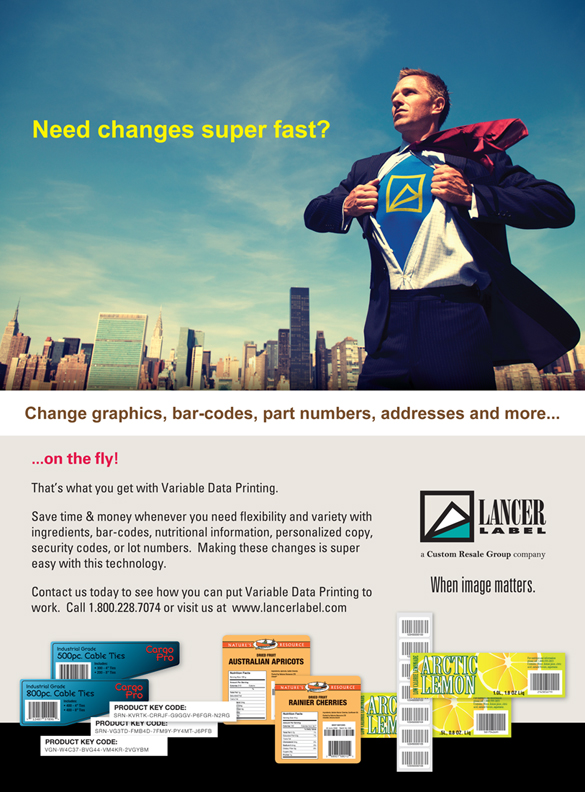 Need changes super fast?
Change graphics, bar-codes, part numbers, addresses and more...
...on the fly!
That's what you get with Variable Data Printing.
Save time & money whenever you need flexibility and variety with
ingredients, bar-codes, nutritional information, personalized copy,
security codes, or lot numbers.  Making these changes is super
easy with this technology.
Contact us today to see how you can put Variable Data Printing to
work.  Call 1.800.228.7074 or visit us at  www.lancerlabel.com
LANCER
LABEL
a Custom Resale Group company
When image matters.
Industrial Grade
500pc. Cable Ties
Cargo
Pro
Industrial Grade
800pc. Cable Ties
Cargo
Pro
PRODUCT KEY CODE:
SRN-KVRTK-CRRJF-G9GGV-P6FGR-N2RG
PRODUCT KEY CODE:
SRN-VG3TD-FMB4D-7FM9Y-PY4MT-J6PFB
PRODUCT KEY CODE:
VGN-W4C37-BVG44-VM4KR-2VGYBM
NATURE'S RESOURCE
DRIED FRUIT
AUSTRALIAN APRICOTS
NATURE'S RESOURCE
DRIED FRUIT
RAINIER CHERRIES
ARCTIC
LEMON
1.0L, 1.8 OZ Liq
ARC
LEM